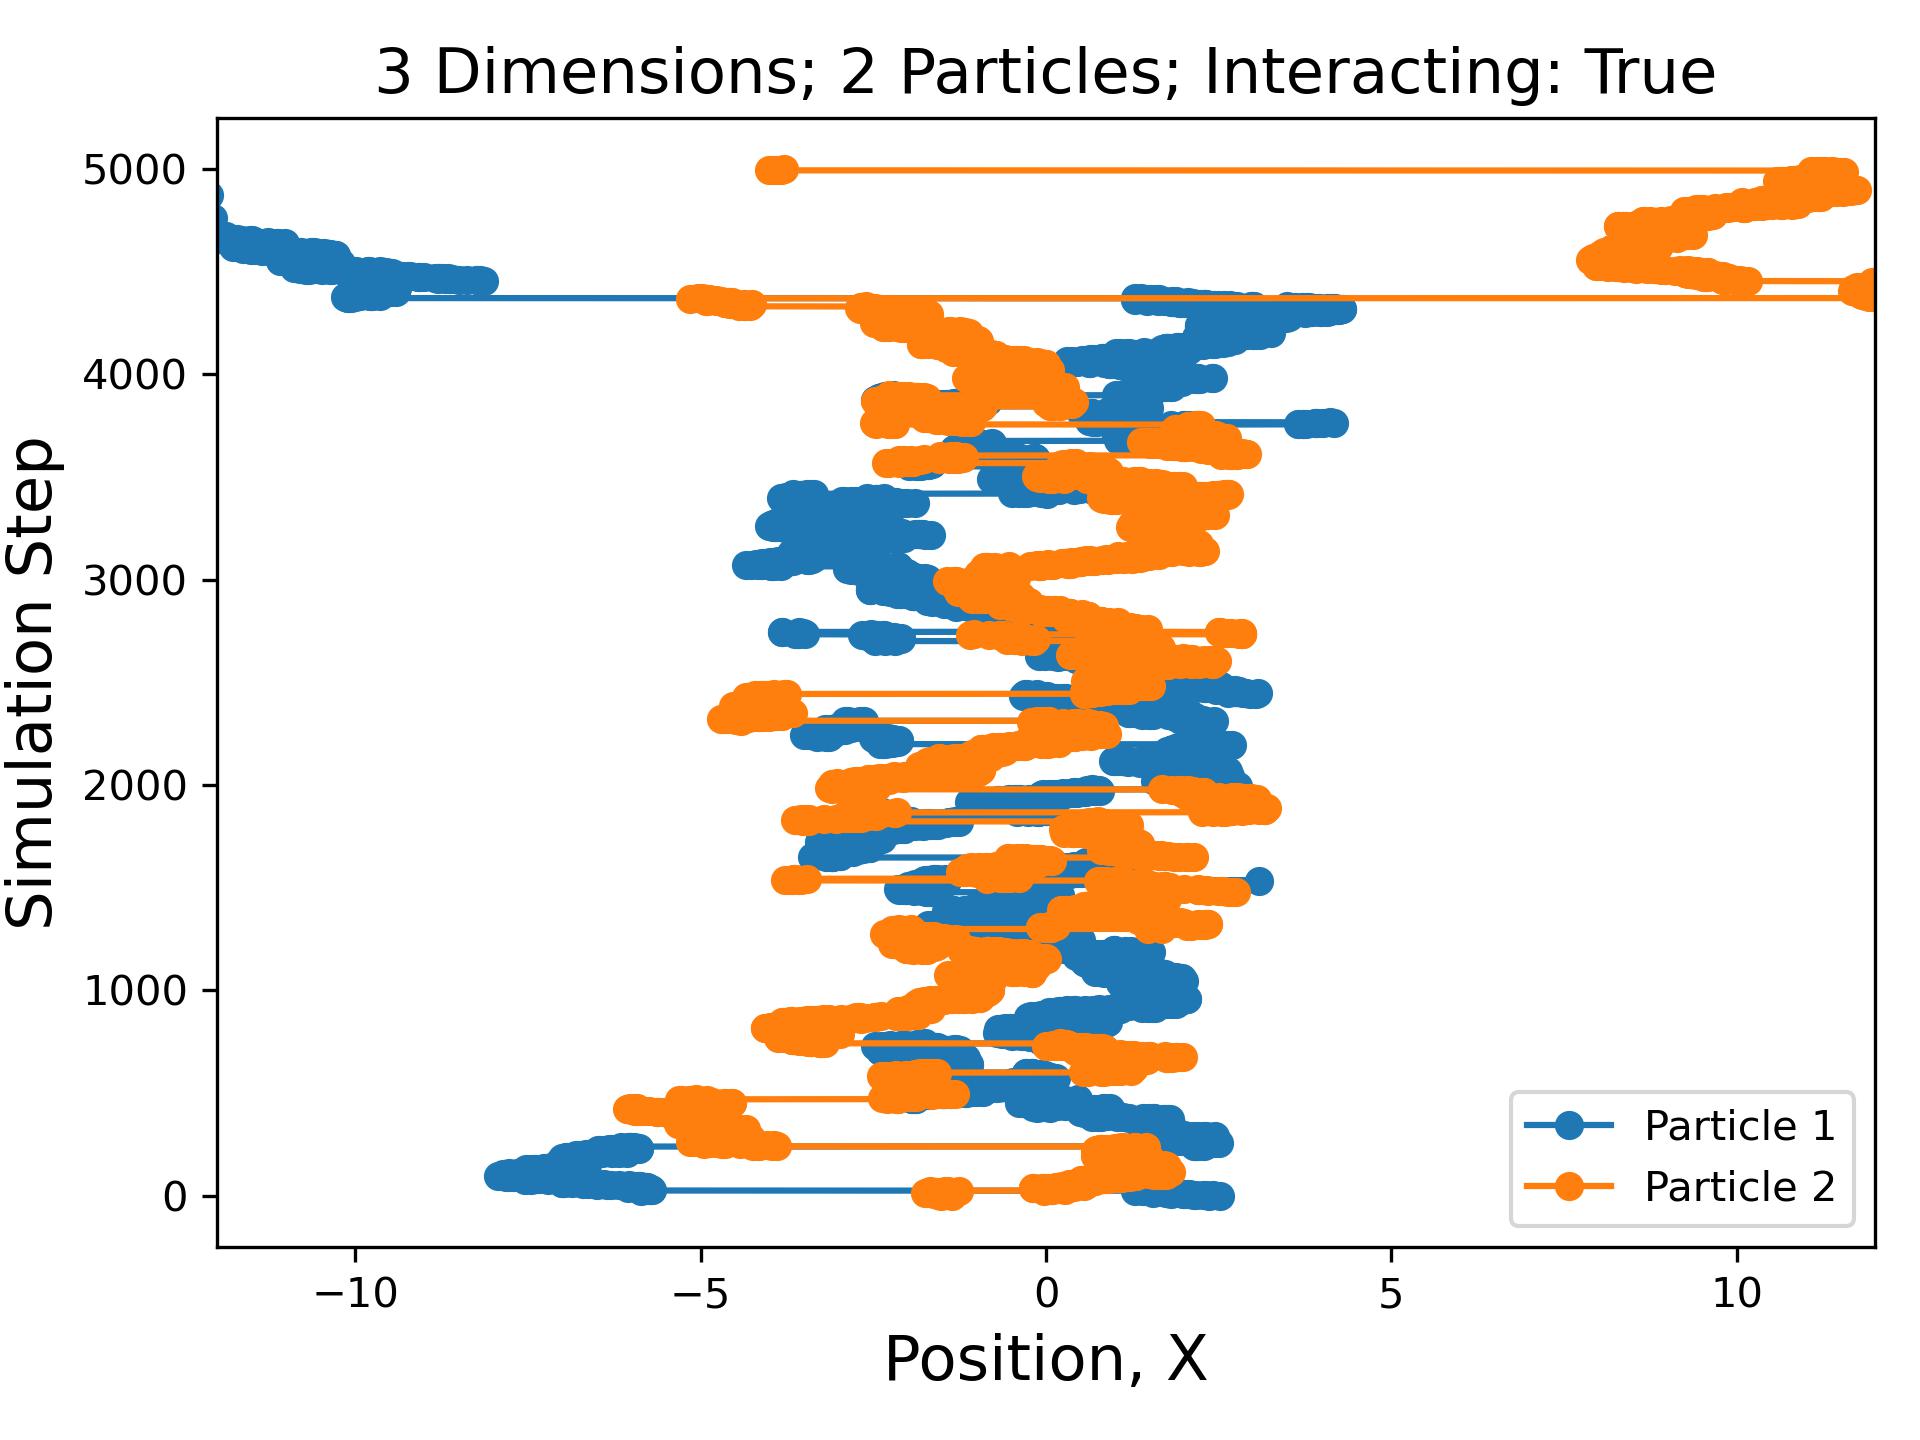 3 Dimensions; 2 Particles; Interacting: True
Simulation Step
5000
4000
3000
2000
1000
0
−10
−5
0
5
10
Position, X
Particle 1
Particle 2